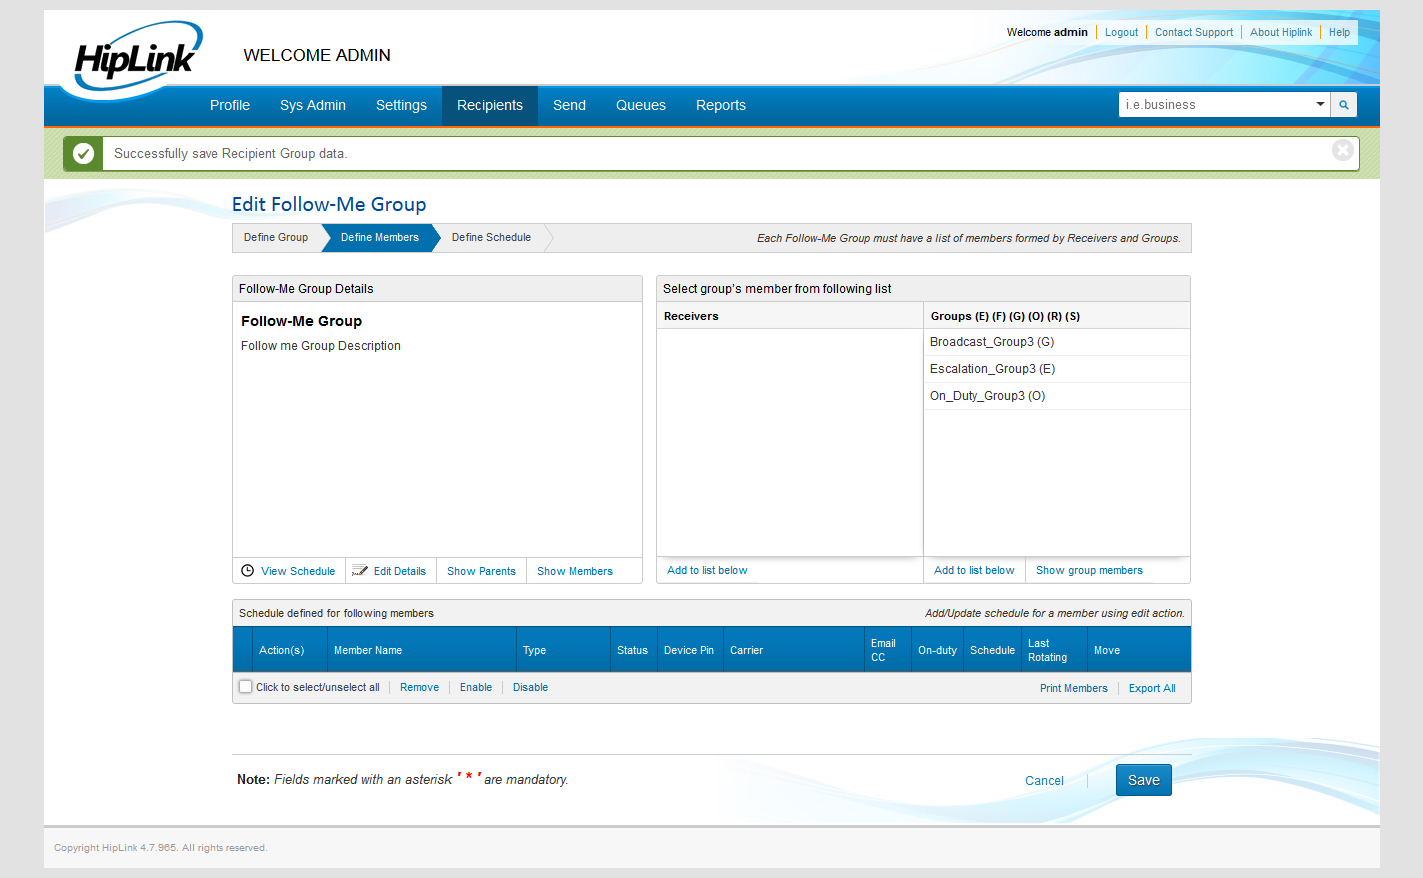 HipLink
WELCOME ADMIN
Welcome admin
Logout
Contact Support
About Hiplink
Help
Profile
Sys Admin
Settings
Recipients
Send
Queues
Reports
i.e.business
Successfully save Recipient Group data.
Edit Follow-Me Group
Define Group
Define Members
Define Schedule
Each Follow-Me Group must have a list of members formed by Receivers and Groups.
Follow-Me Group Details
Follow-Me Group
Follow me Group Description
View Schedule
Edit Details
Show Parents
Show Members
Select group's member from following list
Receivers
Groups (E) (F) (G) (O) (R) (S)
Broadcast_Group3 (G)
Escalation_Group3 (E)
On_Duty_Group3 (O)
Add to list below
Add to list below
Show group members
Schedule defined for following members
Add/Update schedule for a member using edit action.
Action(s)
Member Name
Type
Status
Device Pin
Carrier
Email
CC
On-duty
Schedule
Last
Rotating
Move
Click to select/unselect all
Remove
Enable
Disable
Print Members
Export All
Note: Fields marked with an asterisk ' * ' are mandatory.
Cancel
Save
Copyright HipLink 4.7.965. All rights reserved.